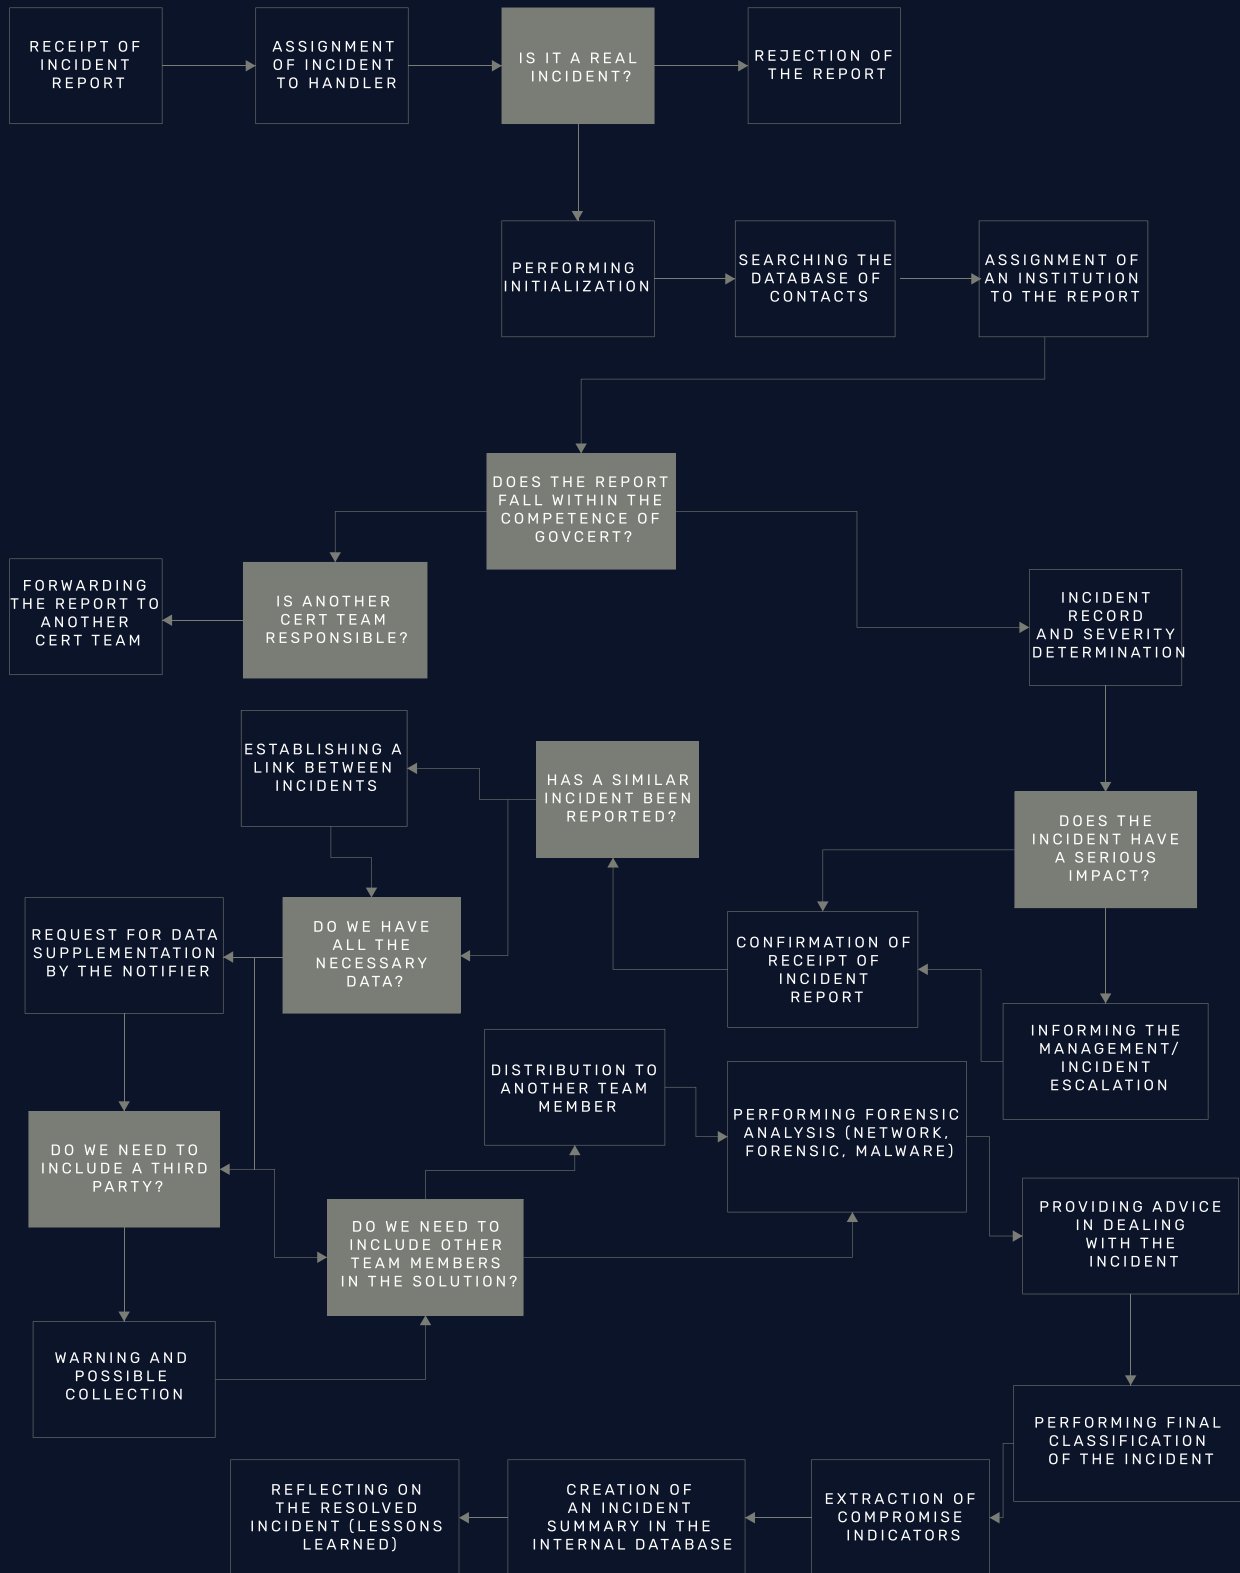 RECEIPT OF
INCIDENT
REPORT
ASSIGNMENT
OF INCIDENT
TO HANDLER
IS IT A REAL
INCIDENT?
REJECTION OF
THE REPORT
PERFORMING
INITIALIZATION
SEARCHING THE
DATABASE OF
CONTACTS
ASSIGNMENT OF
AN INSTITUTION
TO THE REPORT
DOES THE REPORT
FALL WITHIN THE
COMPETENCE OF
GOVCERT?
FORWARDING
THE REPORT TO
ANOTHER
CERT TEAM
IS ANOTHER
CERT TEAM
RESPONSIBLE?
INCIDENT
RECORD
AND SEVERITY
DETERMINATION
ESTABLISHING A
LINK BETWEEN
INCIDENTS
HAS A SIMILAR
INCIDENT BEEN
REPORTED?
DOES THE
INCIDENT HAVE
A SERIOUS
IMPACT?
REQUEST FOR DATA
SUPPLEMENTATION
BY THE NOTIFIER
DO WE HAVE
ALL THE
NECESSARY
DATA?
CONFIRMATION OF
RECEIPT OF
INCIDENT
REPORT
INFORMING THE
MANAGEMENT/
INCIDENT
ESCALATION
DISTRIBUTION TO
ANOTHER TEAM
MEMBER
PERFORMING FORENSIC
ANALYSIS (NETWORK,
FORENSIC, MALWARE)
DO WE NEED TO
INCLUDE A THIRD
PARTY?
DO WE NEED TO
INCLUDE OTHER
TEAM MEMBERS
IN THE SOLUTION?
PROVIDING ADVICE
IN DEALING
WITH THE
INCIDENT
WARNING AND
POSSIBLE
COLLECTION
PERFORMING FINAL
CLASSIFICATION
OF THE INCIDENT
REFLECTING ON
THE RESOLVED
INCIDENT (LESSONS
LEARNED)
CREATION OF
AN INCIDENT
SUMMARY IN THE
INTERNAL DATABASE
EXTRACTION OF
COMPROMISE
INDICATORS